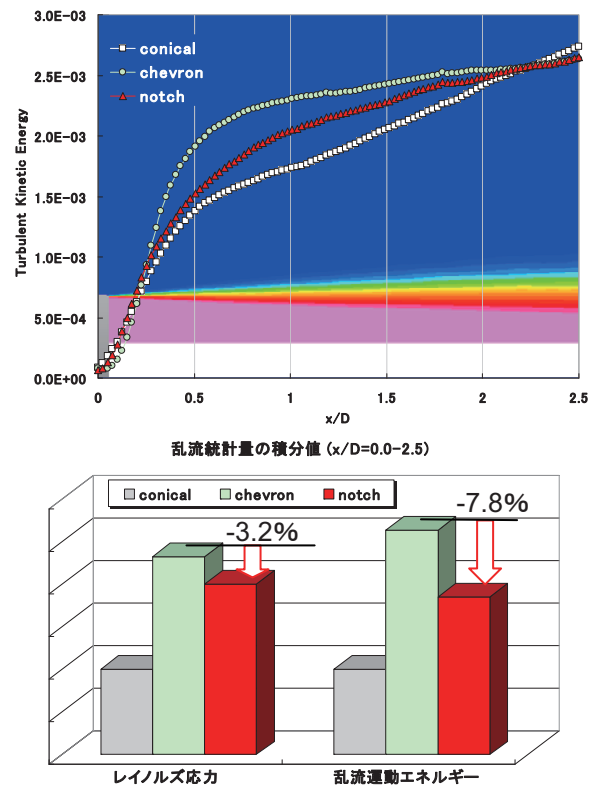 3.0E-03
2.5E-03
2.0E-03
1.5E-03
1.0E-03
5.0E-04
0.0E+00
Turbulent Kinetic Energy
conical
chevron
notch
0 0.5 1 1.5 2 2.5
x/D
乱流統計量の積分値 (x/D=0.0-2.5)
conical chevron notch
-3.2%
-7.8%
レイノルズ応力 乱流運動エネルギー